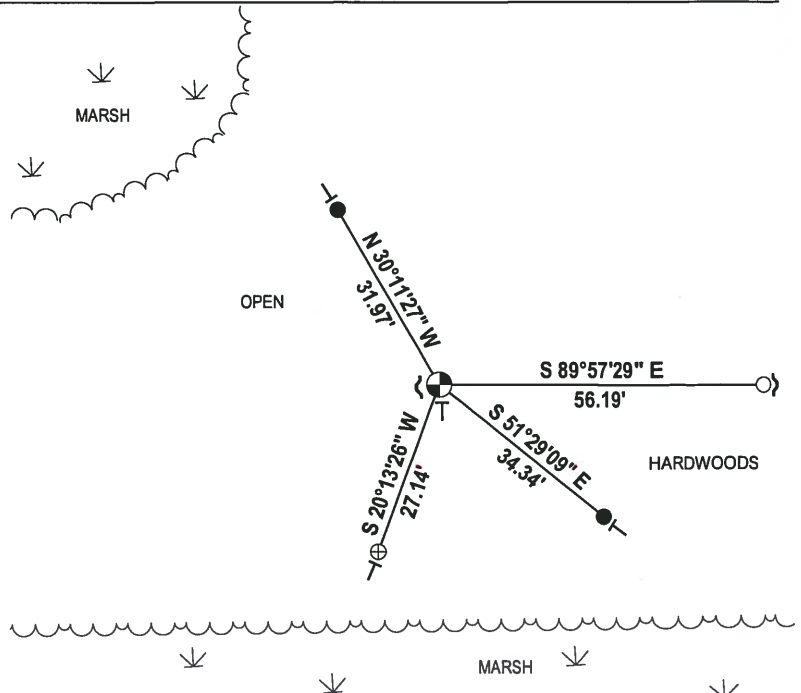 MARSH
N 30°11'27" W
31.97'
OPEN
S 89°57'29" E
56.19'
S 51°29'09" E
34.34'
HARDWOODS
S 20°13'26" W
27.14'
MARSH